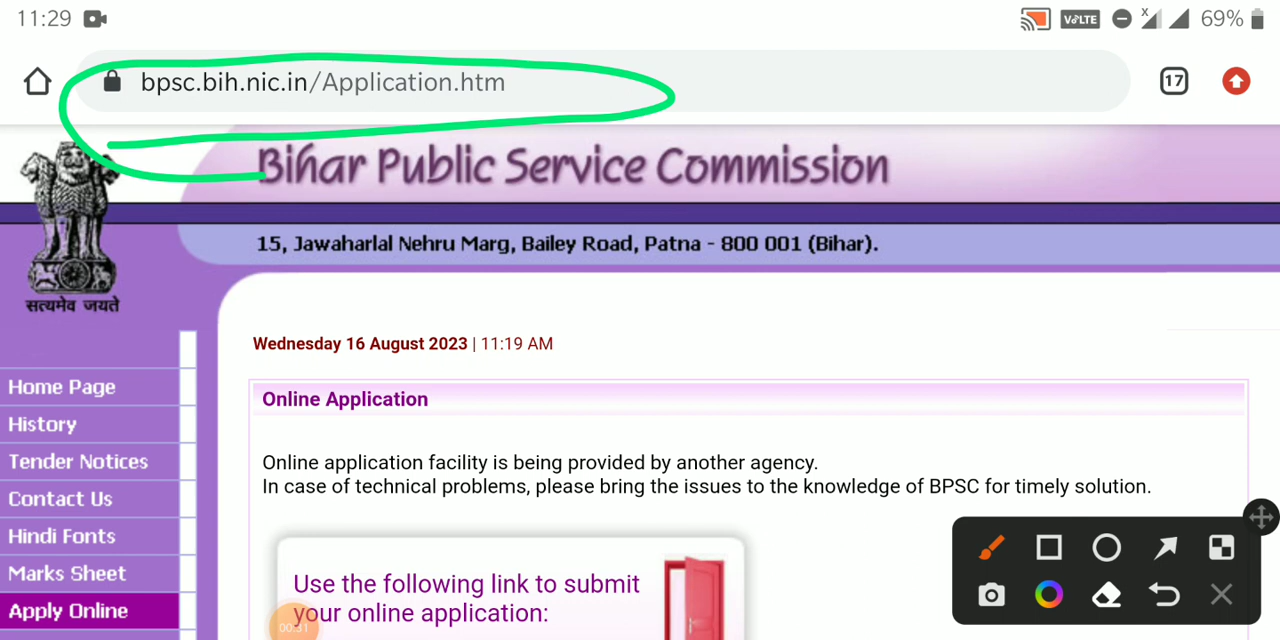 11:29
VoLTE
x
69%
bpsc.bih.nic.in/Application.htm
17
Bihar Public Service Commission
15, Jawaharlal Nehru Marg, Bailey Road, Patna - 800 001 (Bihar).
सत्यमेव जयते
Wednesday 16 August 2023 | 11:19 AM
Home Page
History
Tender Notices
Contact Us
Hindi Fonts
Marks Sheet
Apply Online
Online Application
Online application facility is being provided by another agency.
In case of technical problems, please bring the issues to the knowledge of BPSC for timely solution.
Use the following link to submit
your online application:
00:31